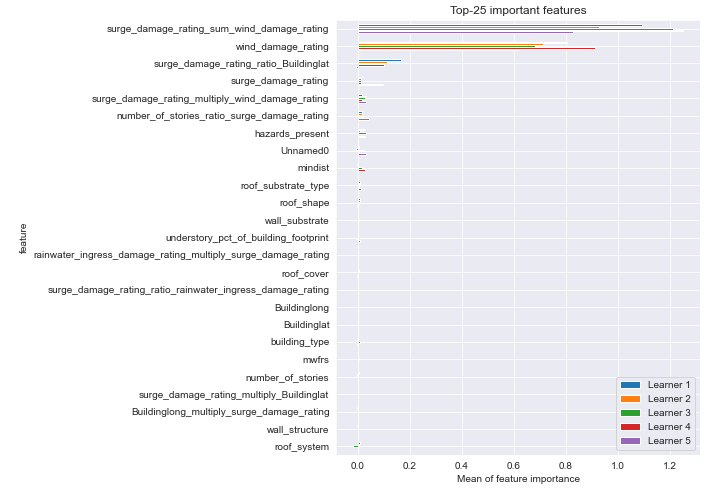 Top-25 important features
surge_damage_rating_sum_wind_damage_rating
wind_damage_rating
surge_damage_rating_ratio_Buildinglat
surge_damage_rating
surge_damage_rating_multiply_wind_damage_rating
number_of_stories_ratio_surge_damage_rating
hazards_present
Unnamed0
mindist
roof_substrate_type
roof_shape
wall_substrate
understory_pct_of_building_footprint
rainwater_ingress_damage_rating_multiply_surge_damage_rating
roof_cover
surge_damage_rating_ratio_rainwater_ingress_damage_rating
Buildinglong
Buildinglat
building_type
mwfrs
number_of_stories
surge_damage_rating_multiply_Buildinglat
Buildinglong_multiply_surge_damage_rating
wall_structure
roof_system
feature
Learner 1
Learner 2
Learner 3
Learner 4
Learner 5
0.0 0.2 0.4 0.6 0.8 1.0 1.2
Mean of feature importance